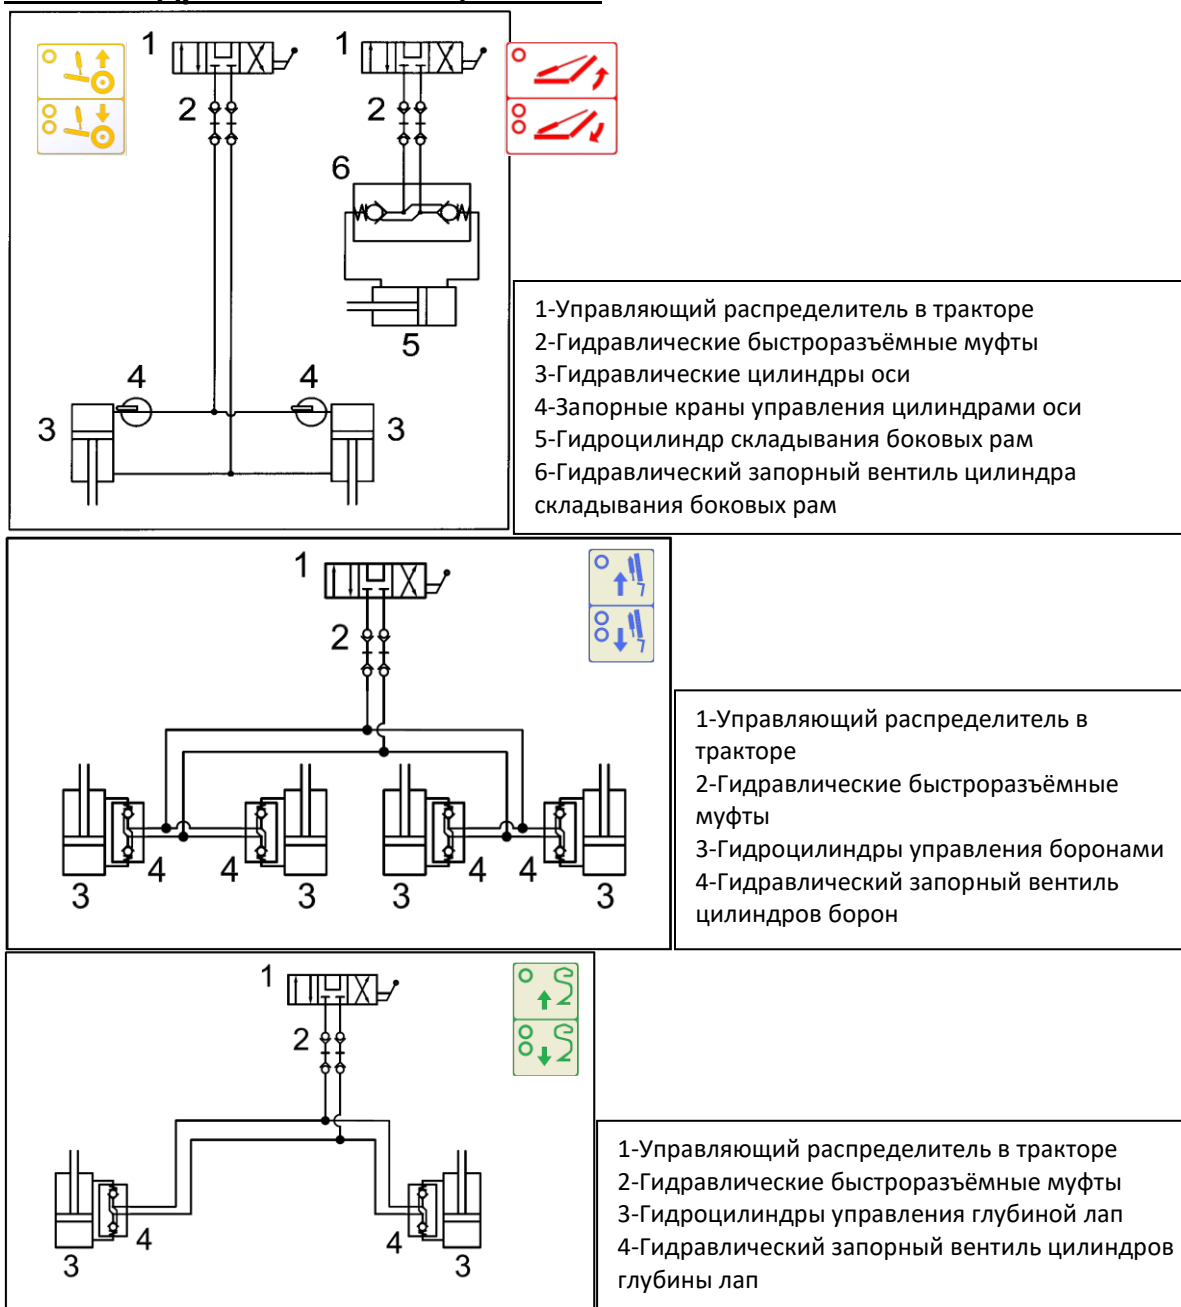 1
1
2
2
6
5
4
4
3
3
1-Управляющий распределитель в тракторе
2-Гидравлические быстроразъёмные муфты
3-Гидравлические цилиндры оси
4-Запорные краны управления цилиндрами оси
5-Гидроцилиндр складывания боковых рам
6-Гидравлический запорный вентиль цилиндра
складывания боковых рам
1
2
4
4
4
4
3
3
3
3
1-Управляющий распределитель в
тракторе
2-Гидравлические быстроразъёмные
муфты
3-Гидроцилиндры управления боронами
4-Гидравлический запорный вентиль
цилиндров борон
1
2
4
4
3
3
1-Управляющий распределитель в тракторе
2-Гидравлические быстроразъёмные муфты
3-Гидроцилиндры управления глубиной лап
4-Гидравлический запорный вентиль цилиндров
глубины лап